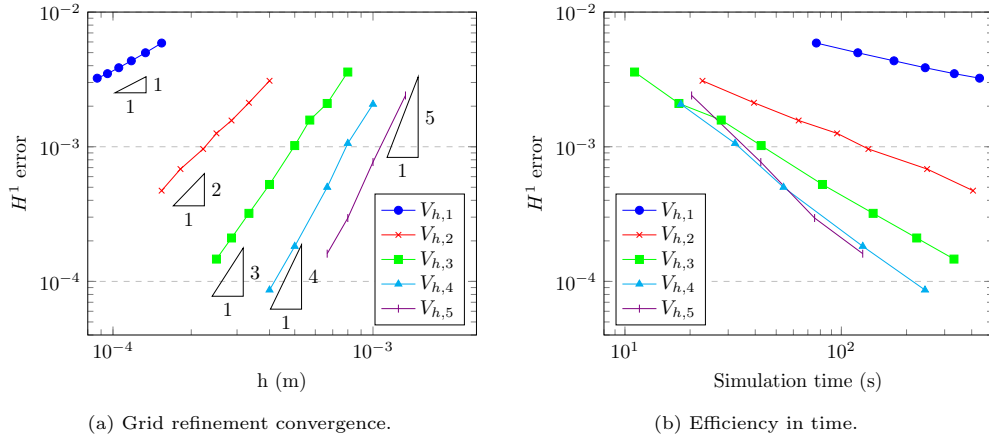 10^{-2}
10^{-3}
10^{-4}
H^1 error
1
1
2
1
3
1
4
1
5
1
V_{h,1}
V_{h,2}
V_{h,3}
V_{h,4}
V_{h,5}
10^{-4}
10^{-3}
h (m)
(a) Grid refinement convergence.
10^{-2}
10^{-3}
10^{-4}
H^1 error
V_{h,1}
V_{h,2}
V_{h,3}
V_{h,4}
V_{h,5}
10^1
10^2
Simulation time (s)
(b) Efficiency in time.